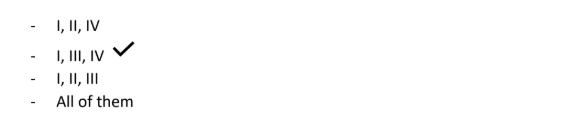 - I, II, IV
- I, III, IV ✓
- I, II, III
- All of them